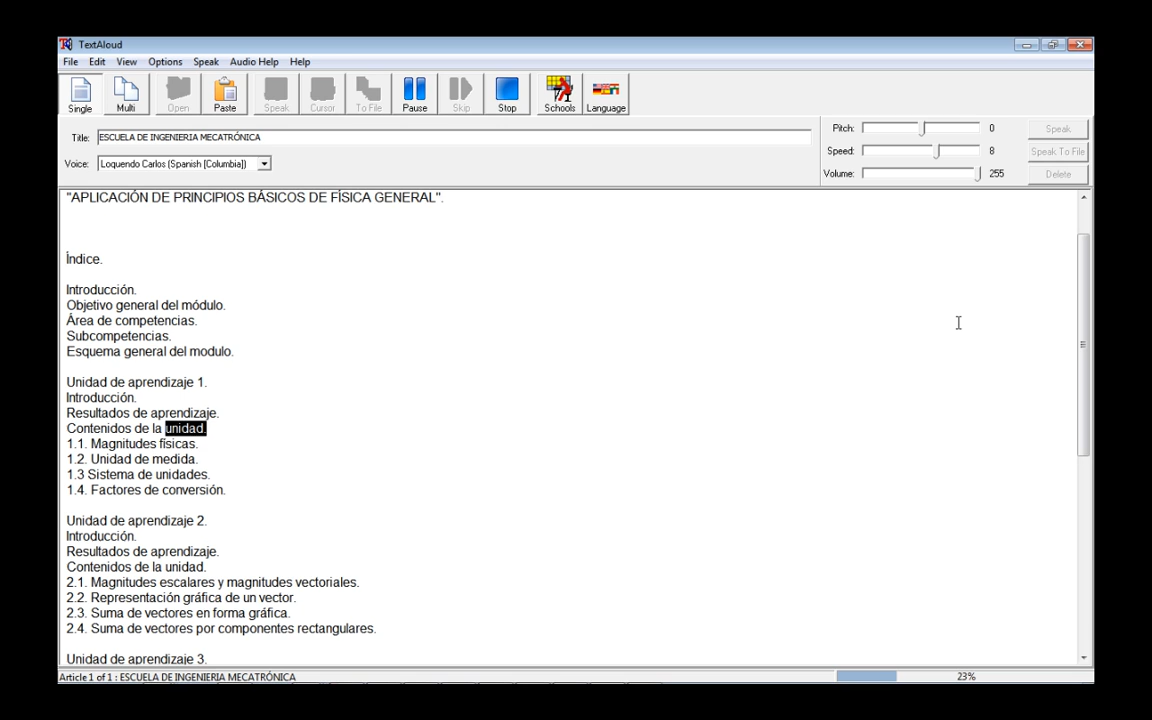 TextAloud
File Edit View Options Speak Audio Help Help
Single Multi Open Paste Speak Cursor To File Pause Skip Stop Schools Language
Title: ESCUELA DE INGENIERIA MECATRÓNICA
Voice: Loquendo Carlos (Spanish [Columbia])
Pitch: 0 Speak
Speed: 8 Speak To File
Volume: 255 Delete
"APLICACIÓN DE PRINCIPIOS BÁSICOS DE FÍSICA GENERAL".
Índice.
Introducción.
Objetivo general del módulo.
Área de competencias.
Subcompetencias.
Esquema general del modulo.
Unidad de aprendizaje 1.
Introducción.
Resultados de aprendizaje.
Contenidos de la unidad.
1.1. Magnitudes físicas.
1.2. Unidad de medida.
1.3 Sistema de unidades.
1.4. Factores de conversión.
Unidad de aprendizaje 2.
Introducción.
Resultados de aprendizaje.
Contenidos de la unidad.
2.1. Magnitudes escalares y magnitudes vectoriales.
2.2. Representación gráfica de un vector.
2.3. Suma de vectores en forma gráfica.
2.4. Suma de vectores por componentes rectangulares.
Unidad de aprendizaje 3.
Article 1 of 1 : ESCUELA DE INGENIERIA MECATRÓNICA 23%